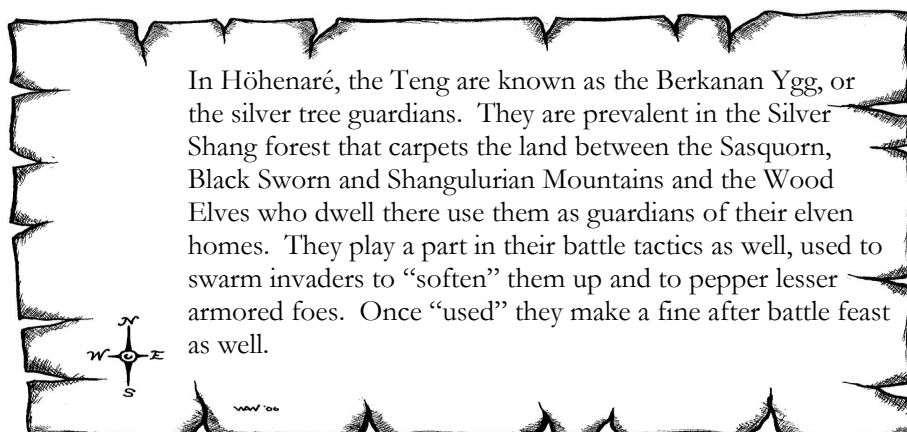 In Höhenaré, the Teng are known as the Berkanan Ygg, or
the silver tree guardians.  They are prevalent in the Silver
Shang forest that carpets the land between the Sasquorn,
Black Sworn and Shangulurian Mountains and the Wood
Elves who dwell there use them as guardians of their elven
homes.  They play a part in their battle tactics as well, used to
swarm invaders to “soften” them up and to pepper lesser
armored foes.  Once “used” they make a fine after battle feast
as well.
N
W E
S